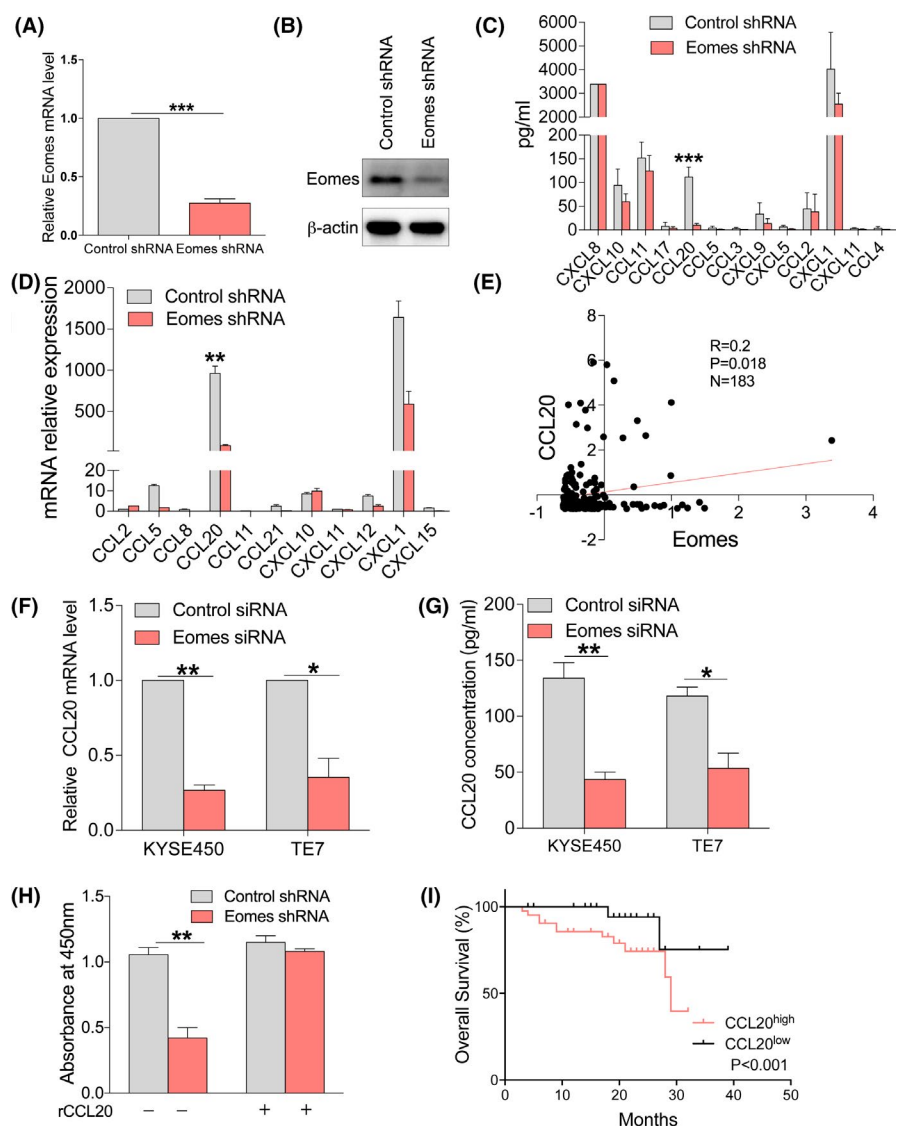 (A)
Relative Eomes mRNA level
1.5
1.0
0.5
0.0
***
Control shRNA Eomes shRNA
(B)
Control shRNA
Eomes shRNA
Eomes
β-actin
(C)
Control shRNA
Eomes shRNA
pg/ml
6000
5000
4000
3000
2000
200
150
100
50
0
***
CXCL8
CXCL10
CCL11
CCL17
CCL20
CCL5
CCL3
CXCL9
CXCL5
CCL2
CXCL1
CXCL11
CCL4
(D)
Control shRNA
Eomes shRNA
mRNA relative expression
2000
1500
1000
500
20
10
0
**
CCL2
CCL5
CCL8
CCL20
CCL11
CCL21
CXCL10
CXCL11
CXCL12
CXCL1
CXCL15
(E)
CCL20
8
6
4
2
-2
R=0.2
P=0.018
N=183
-1 0 1 2 3 4
Eomes
(F)
Control siRNA
Eomes siRNA
Relative CCL20 mRNA level
1.5
1.0
0.5
0.0
** *
KYSE450 TE7
(G)
Control siRNA
Eomes siRNA
CCL20 concentration (pg/ml)
200
150
100
50
0
** *
KYSE450 TE7
(H)
Control shRNA
Eomes shRNA
Absorbance at 450nm
1.5
1.0
0.5
0.0
**
rCCL20 − − + +
(I)
Overall Survival (%)
100
50
0
CCL20high
CCL20low
P<0.001
0 10 20 30 40 50
Months